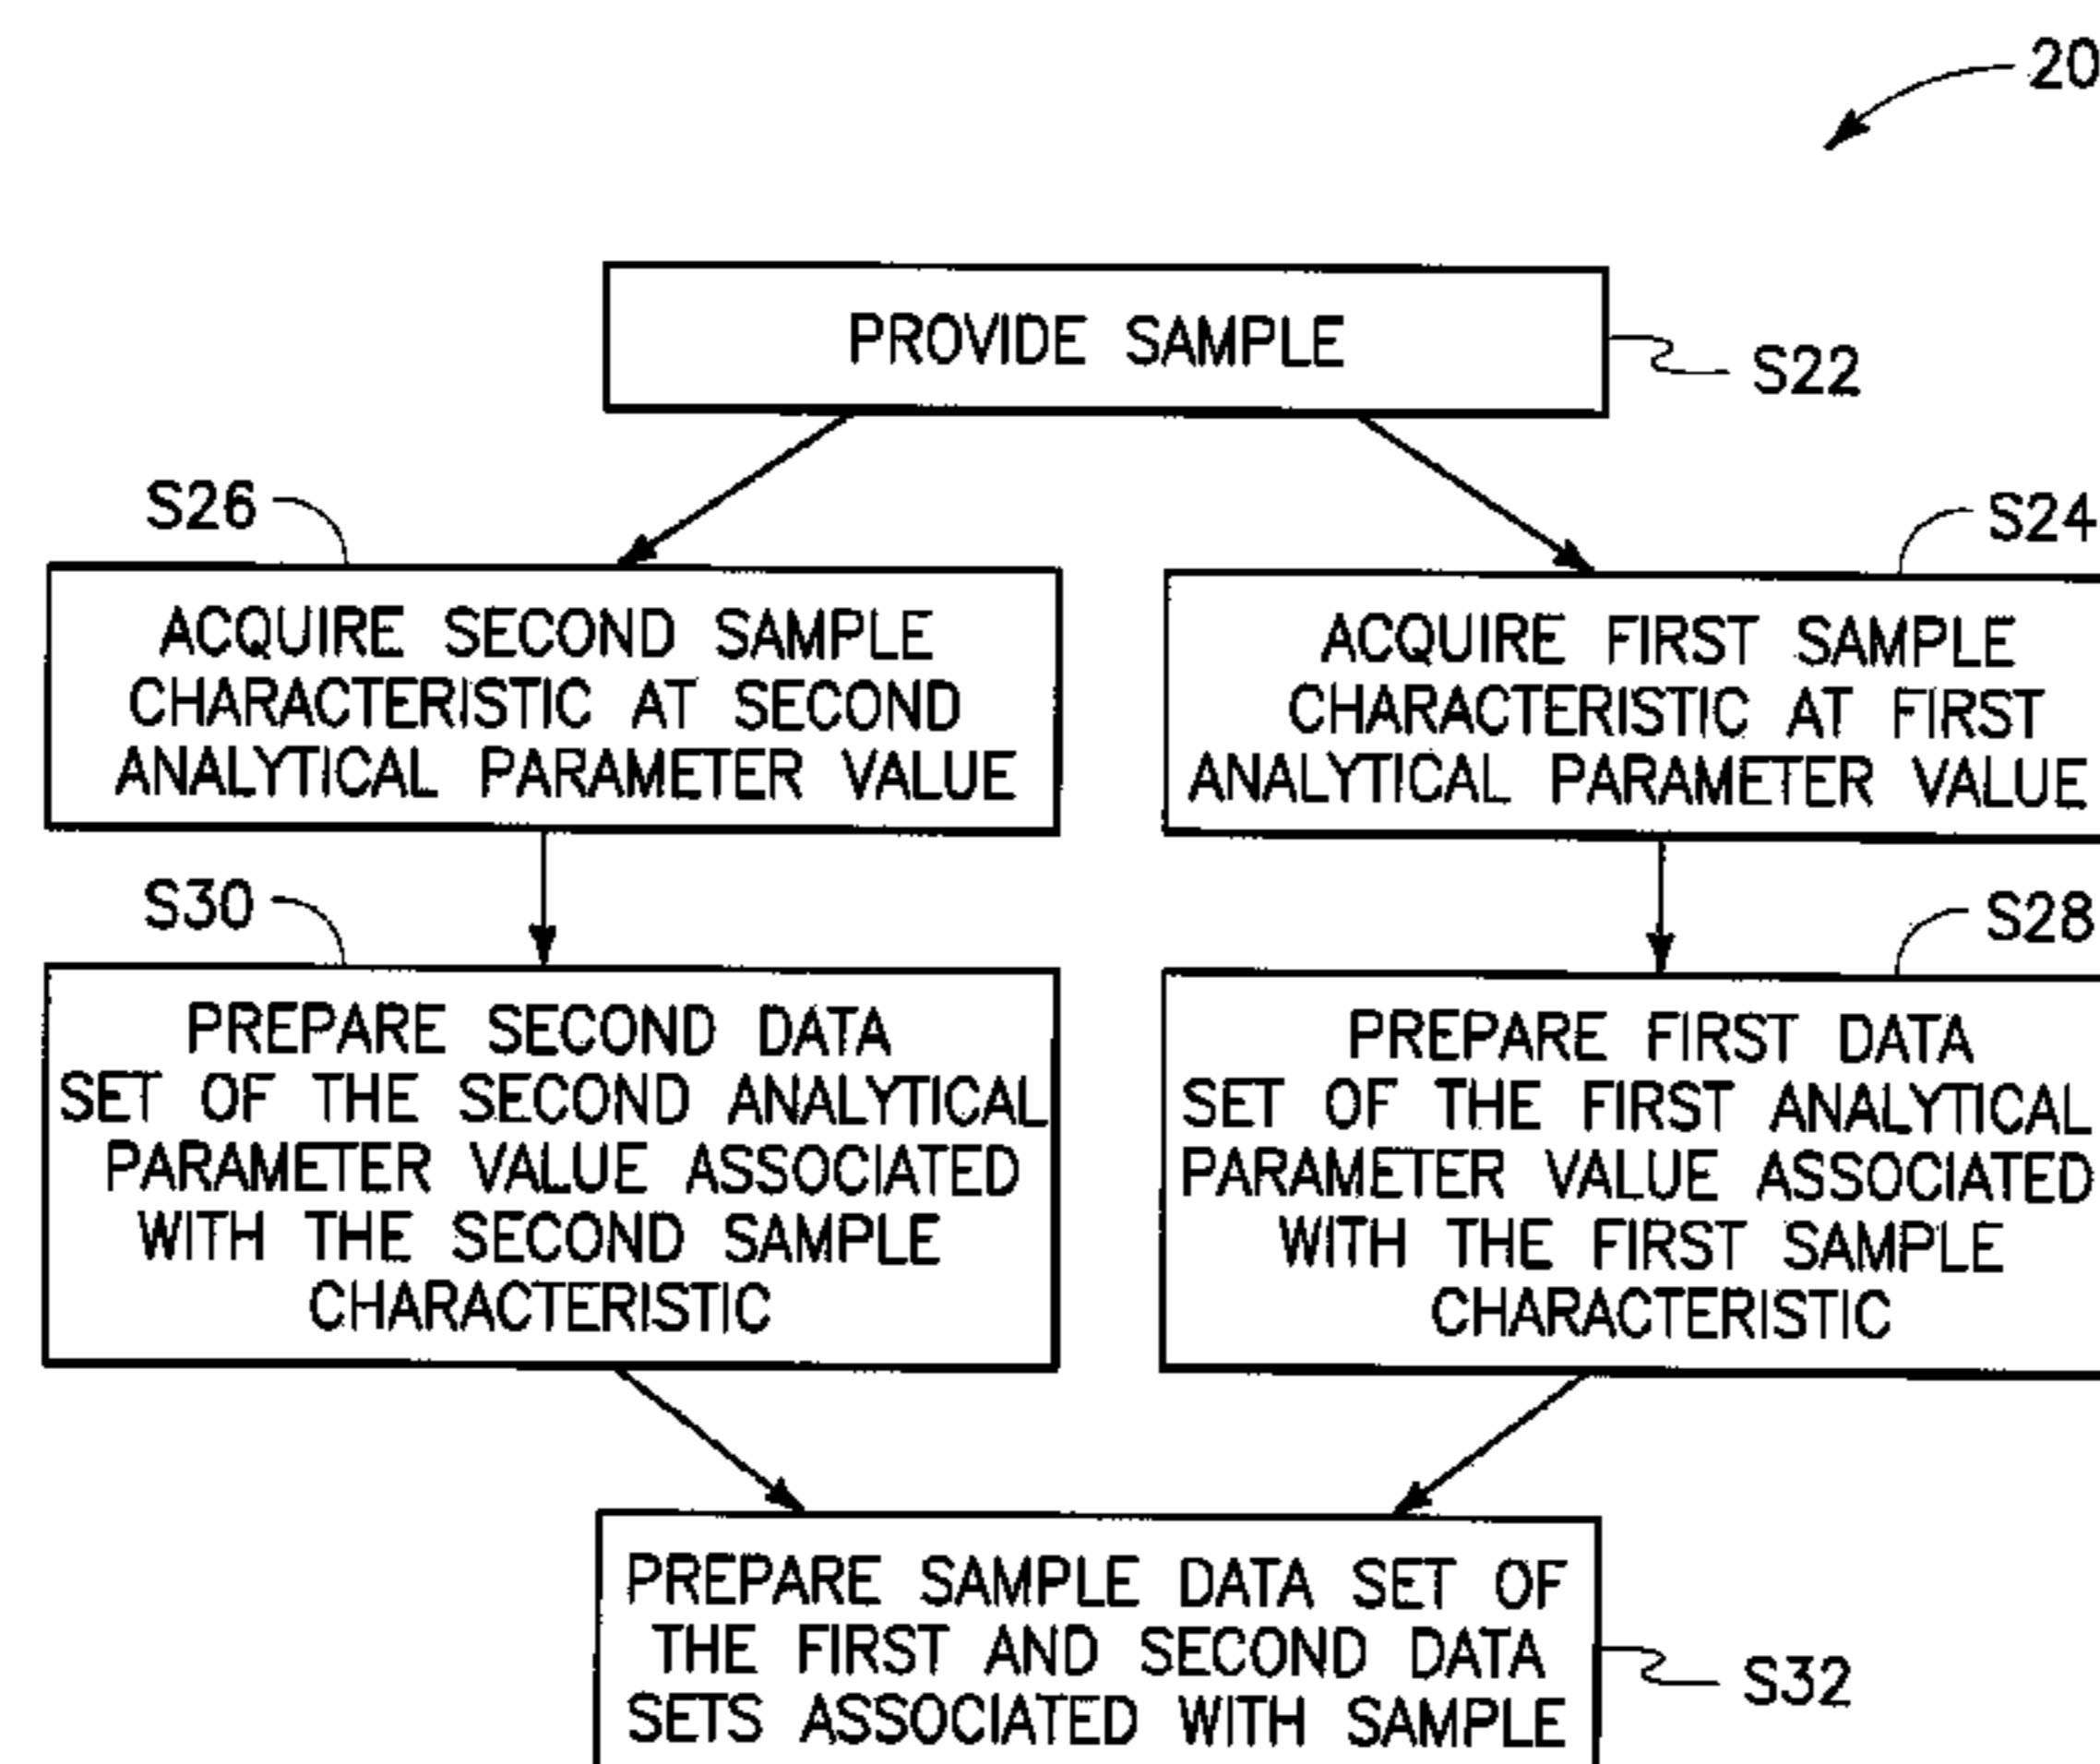 20
PROVIDE SAMPLE
S22
S26
ACQUIRE SECOND SAMPLE
CHARACTERISTIC AT SECOND
ANALYTICAL PARAMETER VALUE
S24
ACQUIRE FIRST SAMPLE
CHARACTERISTIC AT FIRST
ANALYTICAL PARAMETER VALUE
S30
PREPARE SECOND DATA
SET OF THE SECOND ANALYTICAL
PARAMETER VALUE ASSOCIATED
WITH THE SECOND SAMPLE
CHARACTERISTIC
S28
PREPARE FIRST DATA
SET OF THE FIRST ANALYTICAL
PARAMETER VALUE ASSOCIATED
WITH THE FIRST SAMPLE
CHARACTERISTIC
PREPARE SAMPLE DATA SET OF
THE FIRST AND SECOND DATA
SETS ASSOCIATED WITH SAMPLE
S32